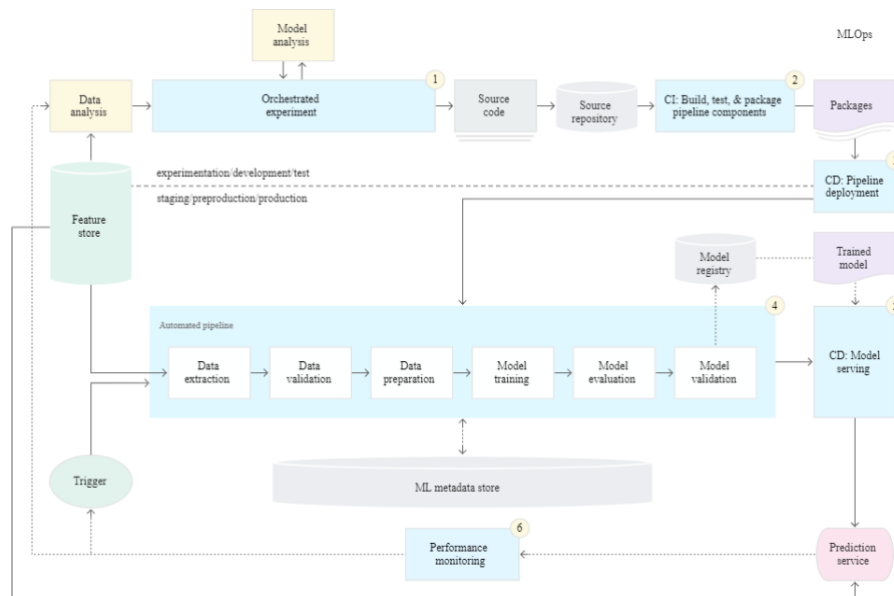 Model
analysis
MLOps
1
2
Data
analysis
Orchestrated
experiment
Source
code
Source
repository
CI: Build, test, & package
pipeline components
Packages
experimentation/development/test
staging/preproduction/production
CD: Pipeline
deployment
Feature
store
Model
registry
Trained
model
4
Automated pipeline
Data
extraction
Data
validation
Data
preparation
Model
training
Model
evaluation
Model
validation
CD: Model
serving
Trigger
ML metadata store
6
Performance
monitoring
Prediction
service